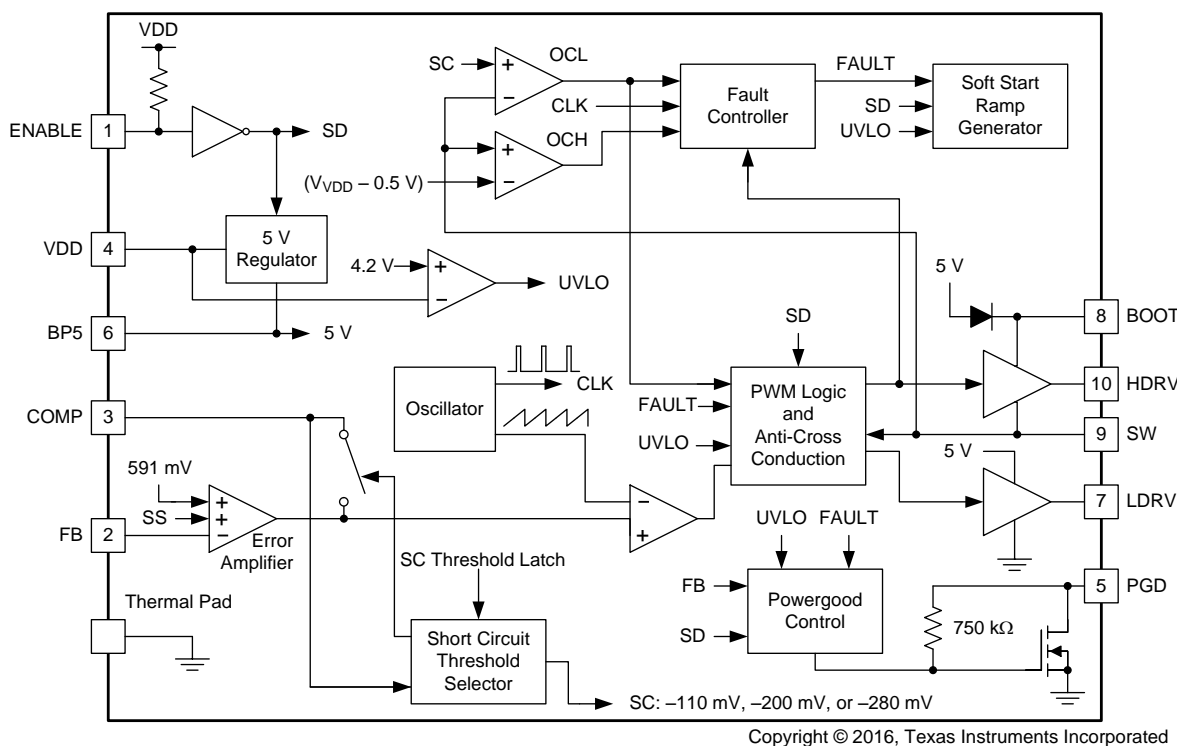 VDD
ENABLE
1
SD
SC
OCL
CLK
OCH
(VVDD – 0.5 V)
Fault
Controller
FAULT
SD
UVLO
Soft Start
Ramp
Generator
VDD
4
5 V
Regulator
4.2 V
UVLO
BP5
6
5 V
5 V
8
BOOT
SD
CLK
Oscillator
COMP
3
FAULT
UVLO
PWM Logic
and
Anti-Cross
Conduction
10
HDRV
9
SW
5 V
7
LDRV
591 mV
SS
FB
2
Error
Amplifier
UVLO
FAULT
SC Threshold Latch
FB
SD
Powergood
Control
5
PGD
750 kΩ
Thermal Pad
Short Circuit
Threshold
Selector
SC: –110 mV, –200 mV, or –280 mV
Copyright © 2016, Texas Instruments Incorporated